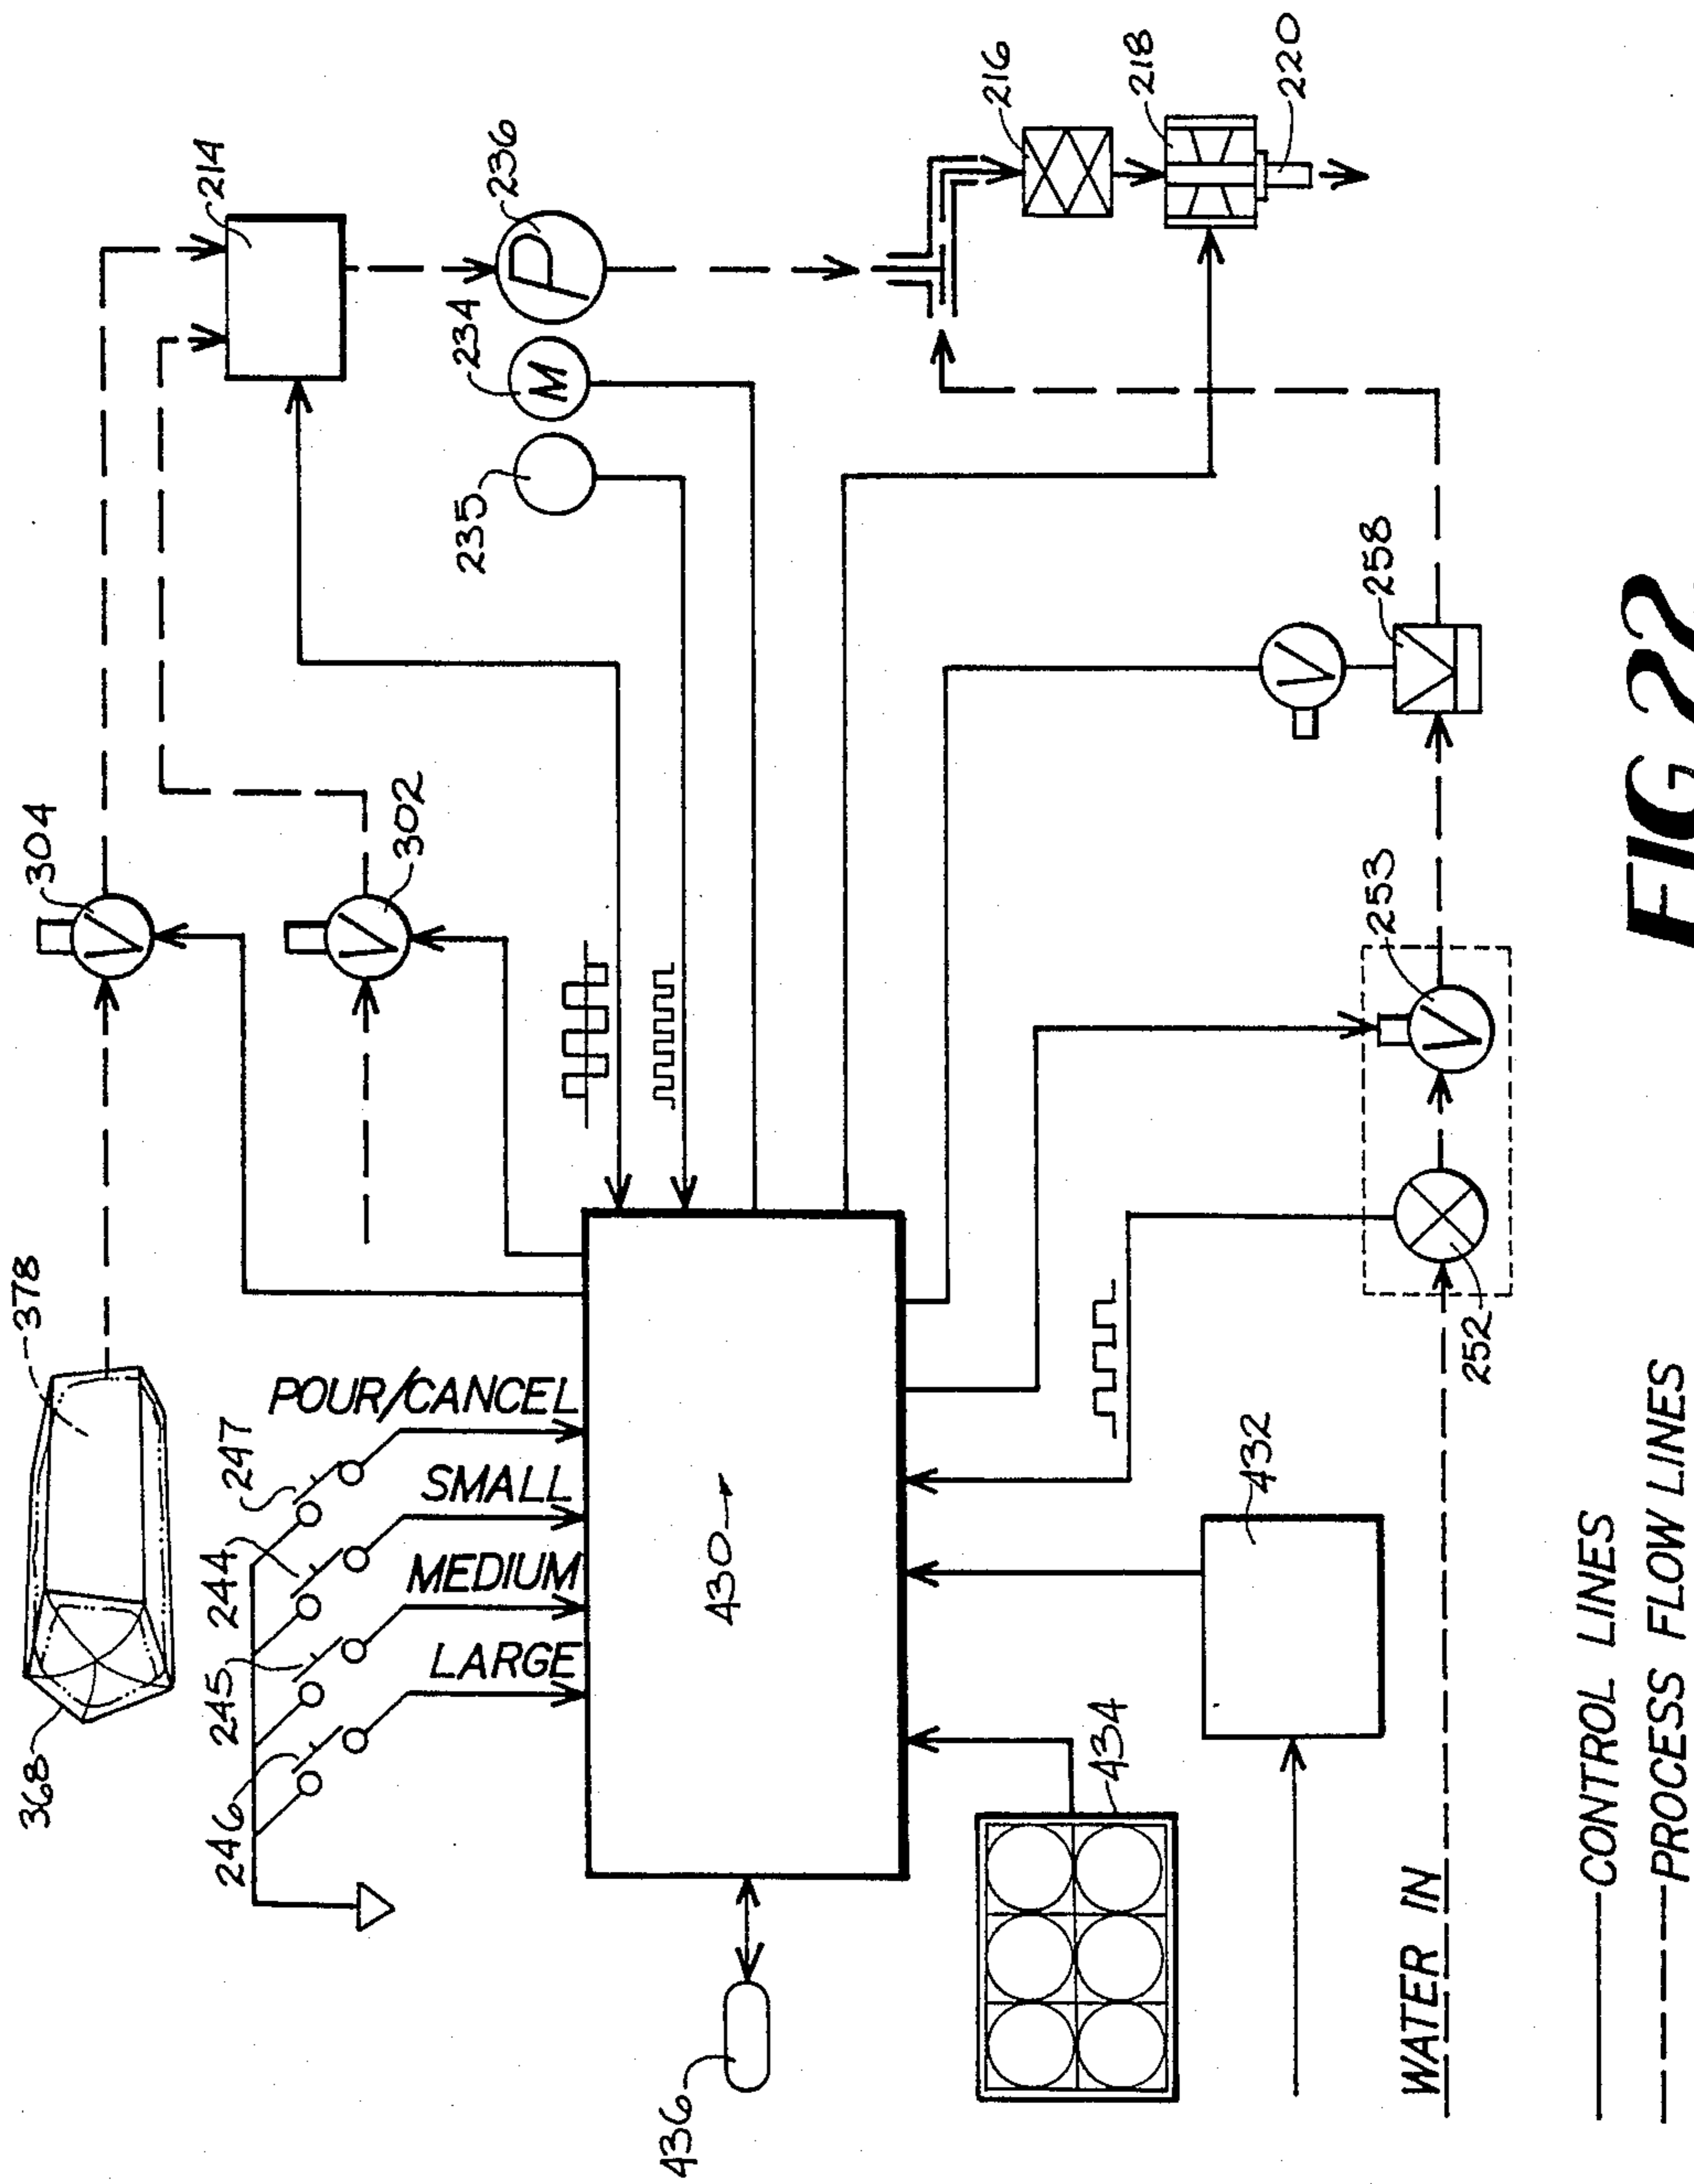 368
378
304
V
246
245
244
247
214
LARGE
MEDIUM
SMALL
POUR/CANCEL
302
V
235
234
236
M
P
436
430
434
432
216
218
220
V
258
WATER IN
252
253
V
CONTROL LINES
PROCESS FLOW LINES
FIG 22